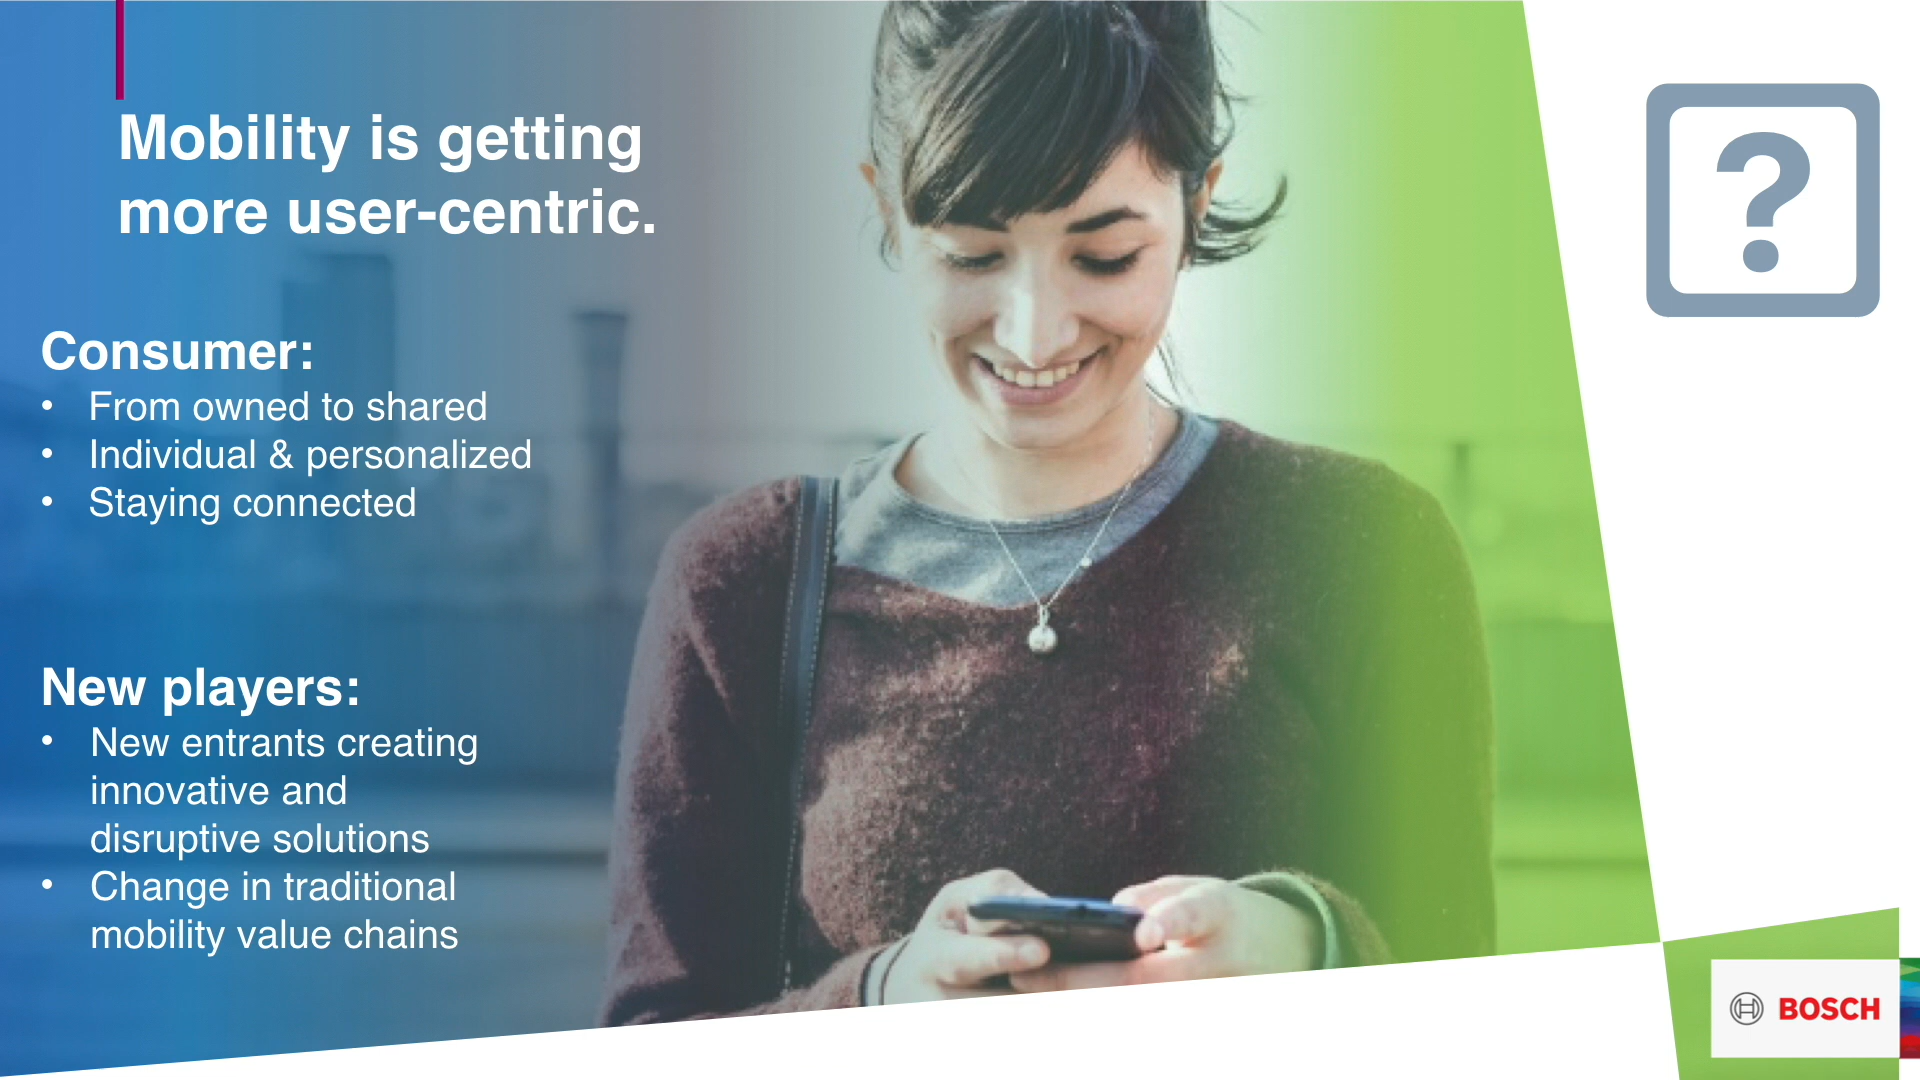 Mobility is getting
more user-centric.
?
Consumer:
• From owned to shared
• Individual & personalized
• Staying connected
New players:
• New entrants creating
innovative and
disruptive solutions
• Change in traditional
mobility value chains
BOSCH